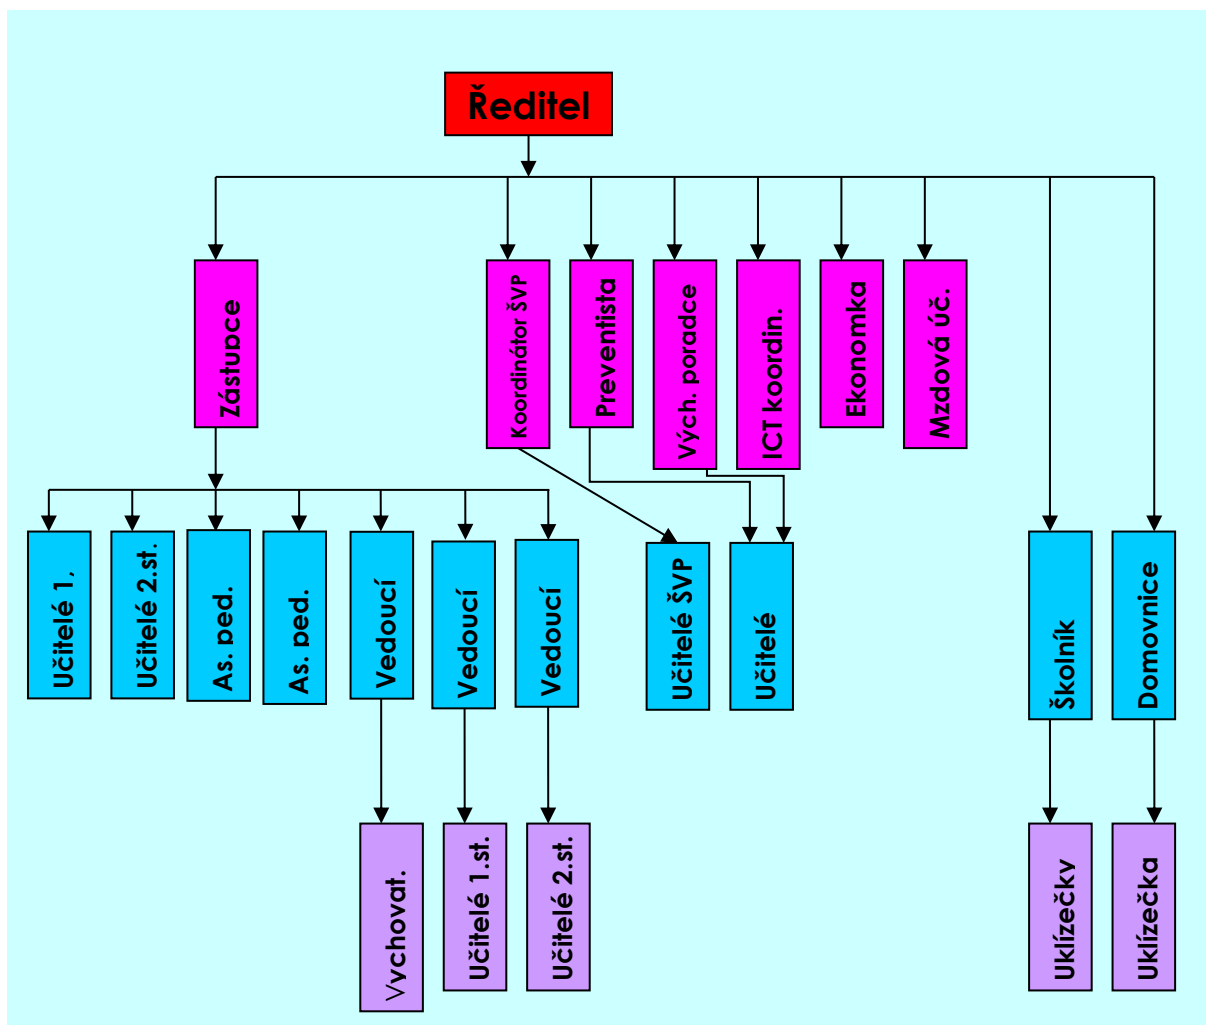 Ředitel
Zástupce
Koordinátor ŠVP
Preventista
Vých. poradce
ICT koordin.
Ekonomka
Mzdová úč.
Učitelé 1,
Učitelé 2.st.
As. ped.
As. ped.
Vedoucí
Vedoucí
Vedoucí
Učitelé ŠVP
Učitelé
Školník
Domovnice
Vychovat.
Učitelé 1.st.
Učitelé 2.st.
Uklízečky
Uklízečka